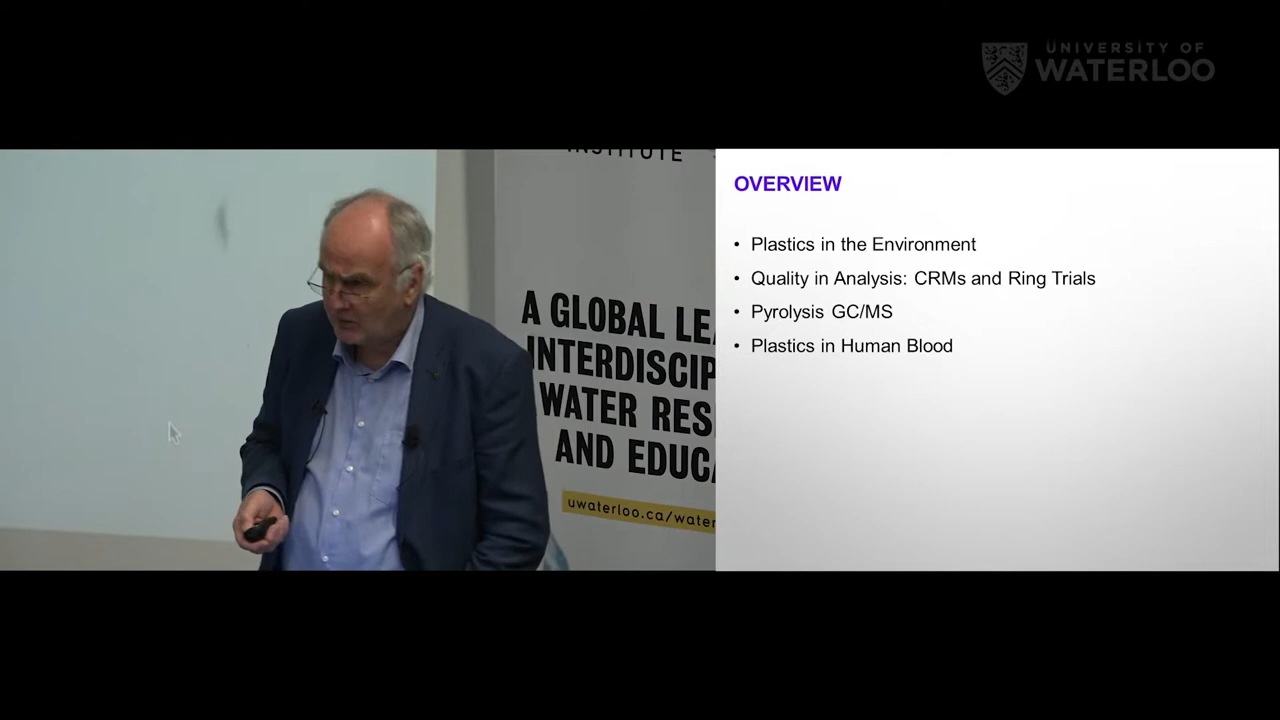 UNIVERSITY OF
WATERLOO
INSTITUTE
A GLOBAL
INTERDISCIP
WATER RES
AND EDUCA
uwaterloo.ca/water
OVERVIEW
• Plastics in the Environment
• Quality in Analysis: CRMs and Ring Trials
• Pyrolysis GC/MS
• Plastics in Human Blood